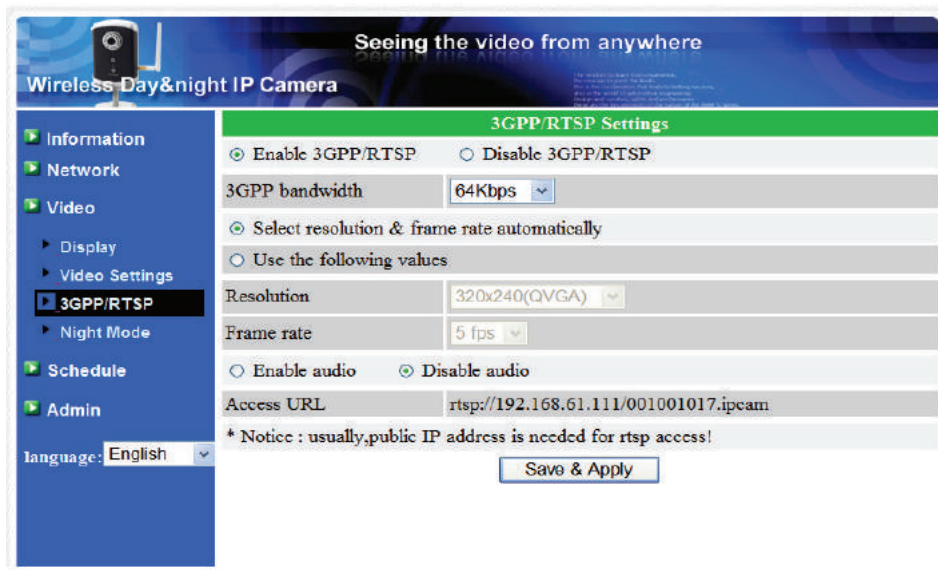 Seeing the video from anywhere
Wireless Day&night IP Camera
Information
Network
Video
Display
Video Settings
3GPP/RTSP
Night Mode
Schedule
Admin
language: English
3GPP/RTSP Settings
Enable 3GPP/RTSP Disable 3GPP/RTSP
3GPP bandwidth 64Kbps
Select resolution & frame rate automatically
Use the following values
Resolution 320x240(QVGA)
Frame rate 5 fps
Enable audio Disable audio
Access URL rtsp://192.168.61.111/001001017.ipcam
* Notice : usually,public IP address is needed for rtsp access!
Save & Apply